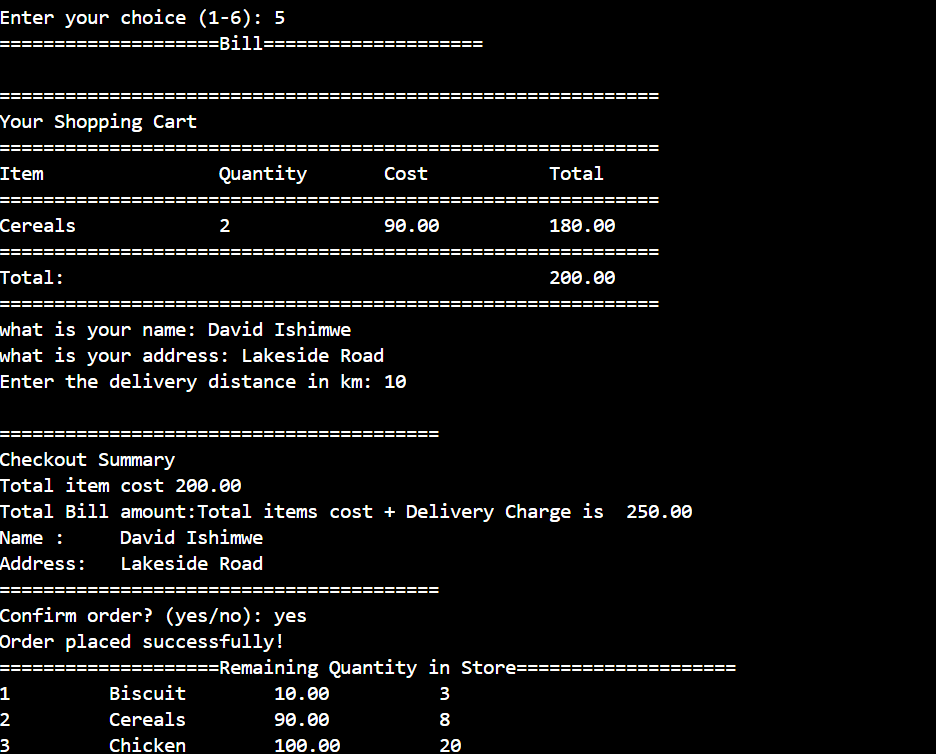 Enter your choice (1-6): 5
====================Bill====================
============================================================
Your Shopping Cart
============================================================
Item Quantity Cost Total
============================================================
Cereals 2 90.00 180.00
============================================================
Total: 200.00
============================================================
what is your name: David Ishimwe
what is your address: Lakeside Road
Enter the delivery distance in km: 10
========================================
Checkout Summary
Total item cost 200.00
Total Bill amount:Total items cost + Delivery Charge is 250.00
Name : David Ishimwe
Address: Lakeside Road
========================================
Confirm order? (yes/no): yes
Order placed successfully!
====================Remaining Quantity in Store====================
1 Biscuit 10.00 3
2 Cereals 90.00 8
3 Chicken 100.00 20